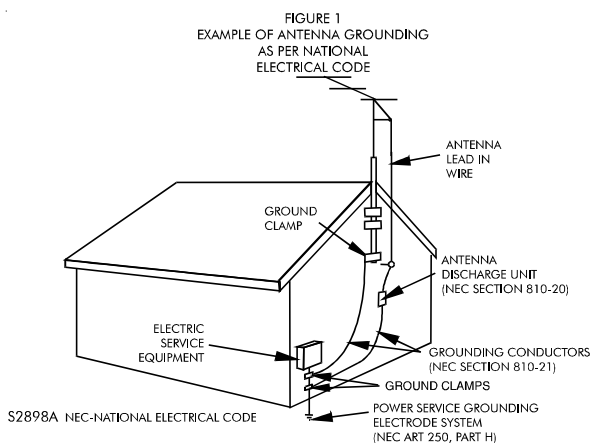 FIGURE 1
EXAMPLE OF ANTENNA GROUNDING
AS PER NATIONAL
ELECTRICAL CODE
ANTENNA
LEAD IN
WIRE
GROUND
CLAMP
ANTENNA
DISCHARGE UNIT
(NEC SECTION 810-20)
ELECTRIC
SERVICE
EQUIPMENT
GROUNDING CONDUCTORS
(NEC SECTION 810-21)
GROUND CLAMPS
POWER SERVICE GROUNDING
ELECTRODE SYSTEM
(NEC ART 250, PART H)
S2898A NEC-NATIONAL ELECTRICAL CODE